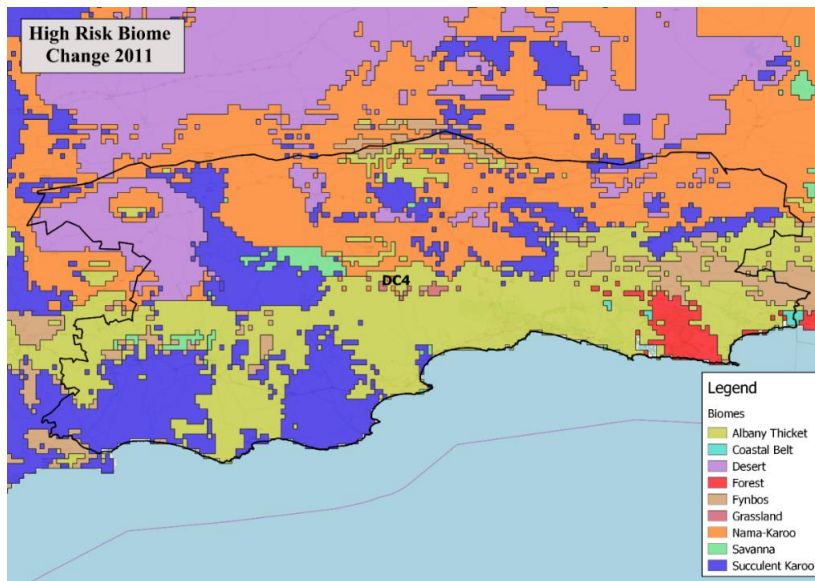 High Risk Biome
Change 2011
DC4
Legend
Biomes
Albany Thicket
Coastal Belt
Desert
Forest
Fynbos
Grassland
Nama-Karoo
Savanna
Succulent Karoo